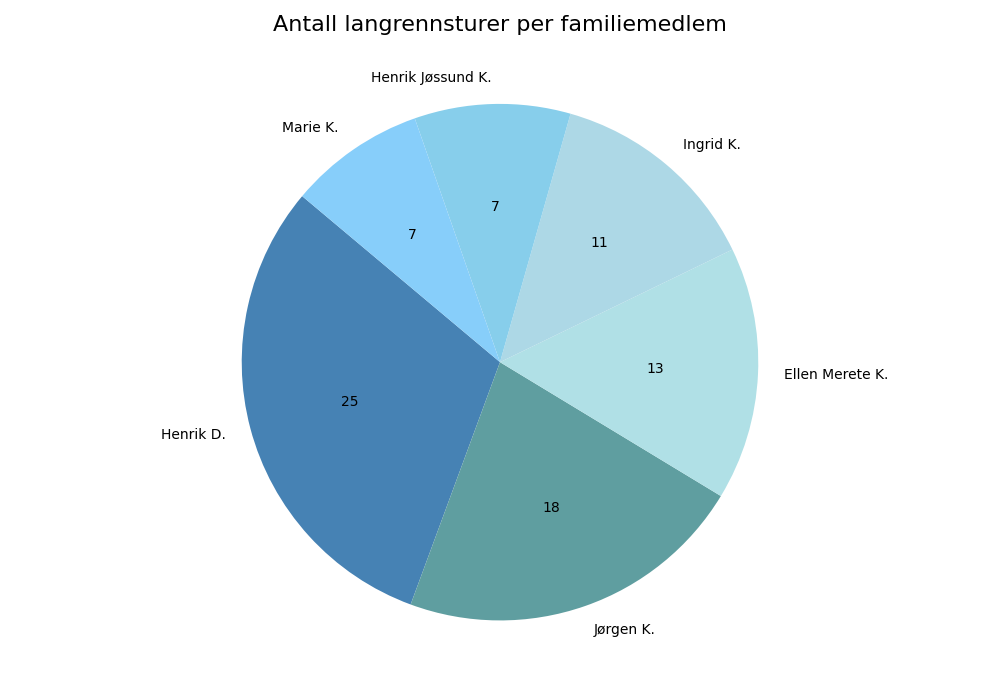 Antall langrennsturer per familiemedlem
Henrik Jøssund K.
Marie K.
Ingrid K.
7
7
11
13
Ellen Merete K.
25
Henrik D.
18
Jørgen K.